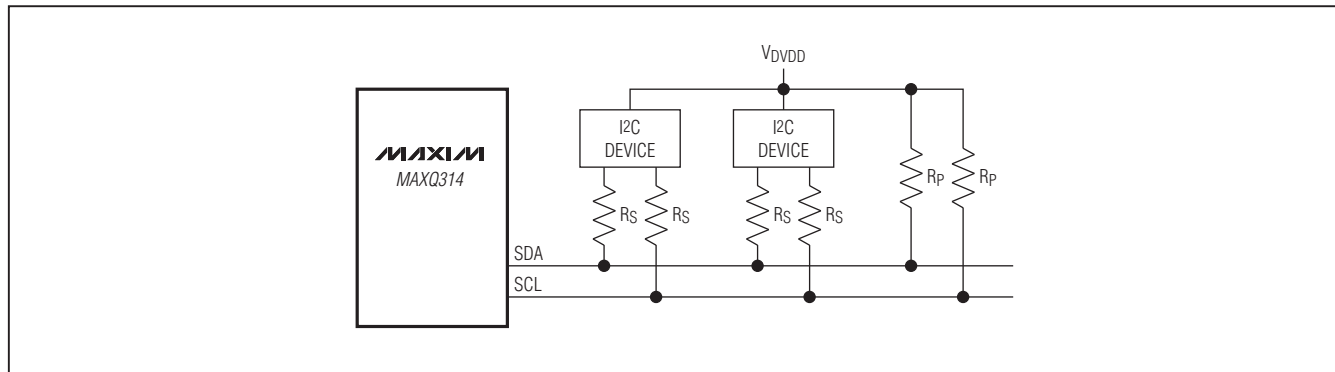 VDVDD
I2C
DEVICE
I2C
DEVICE
MAXIM
MAXQ314
RS
RS
RS
RS
RP
RP
SDA
SCL